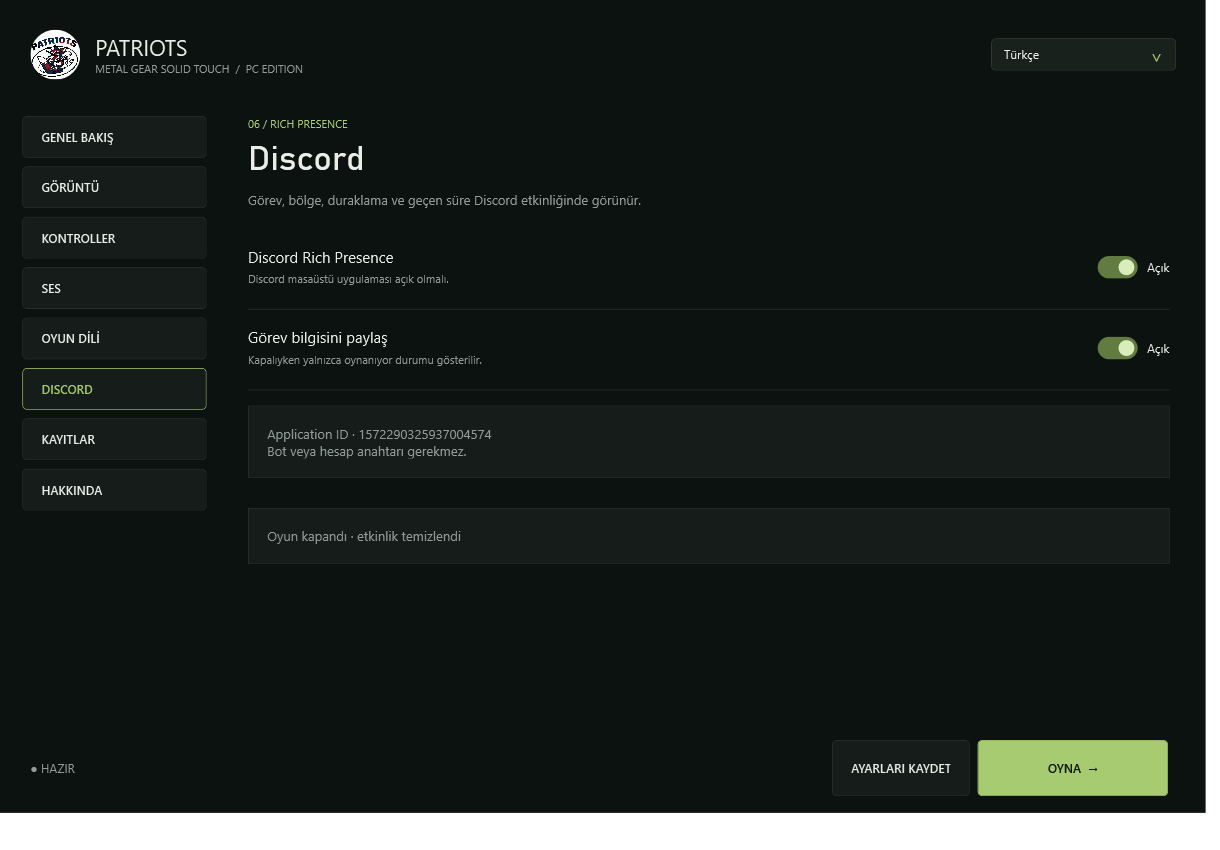 PATRIOTS
PATRIOTS
METAL GEAR SOLID TOUCH / PC EDITION
Türkçe
GENEL BAKIŞ
GÖRÜNTÜ
KONTROLLER
SES
OYUN DİLİ
DISCORD
KAYITLAR
HAKKINDA
06 / RICH PRESENCE
Discord
Görev, bölge, duraklama ve geçen süre Discord etkinliğinde görünür.
Discord Rich Presence
Discord masaüstü uygulaması açık olmalı.
Açık
Görev bilgisini paylaş
Kapalıyken yalnızca oynanıyor durumu gösterilir.
Açık
Application ID · 1572290325937004574
Bot veya hesap anahtarı gerekmez.
Oyun kapandı · etkinlik temizlendi
● HAZIR
AYARLARI KAYDET
OYNA →